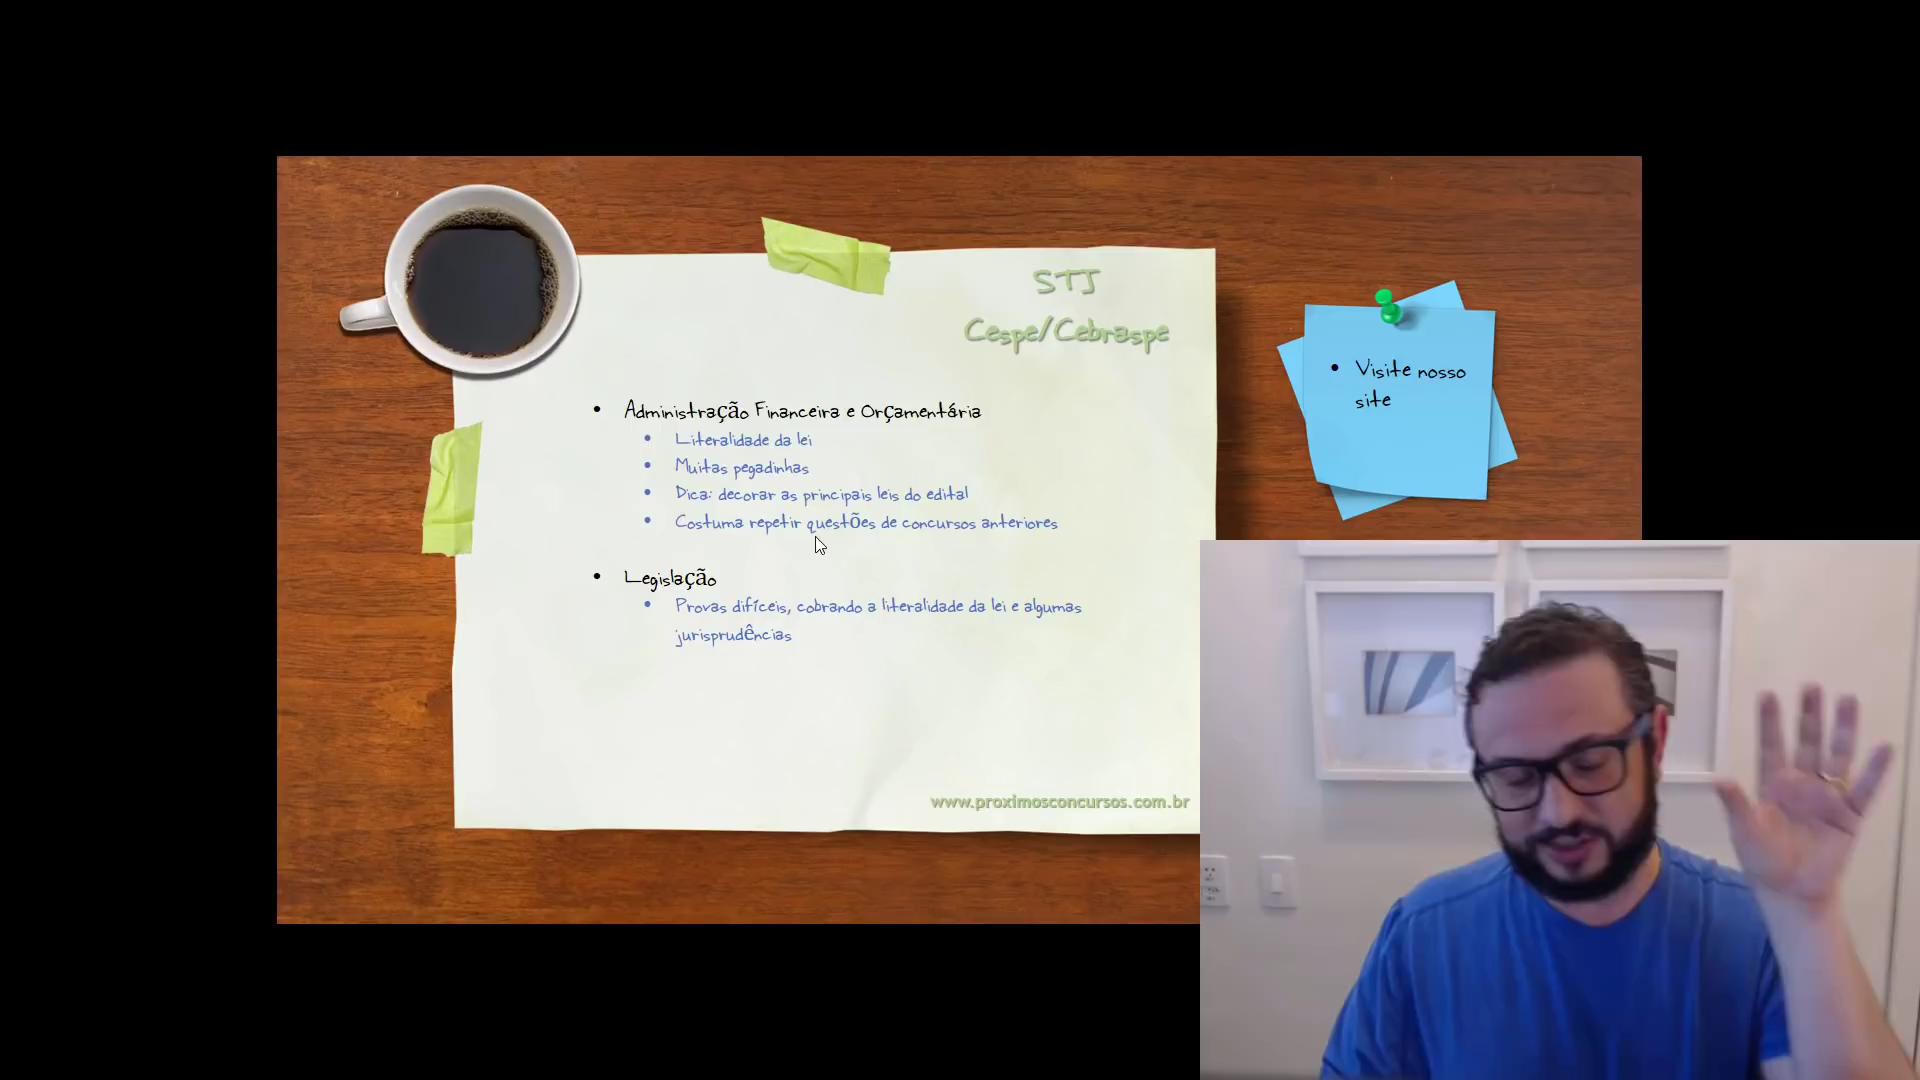 STJ
Cespe/Cebraspe
Administração Financeira e Orçamentária
Literalidade da lei
Muitas pegadinhas
Dica: decorar as principais leis do edital
Costuma repetir questões de concursos anteriores
Legislação
Provas difíceis, cobrando a literalidade da lei e algumas
jurisprudências
www.proximosconcursos.com.br
Visite nosso
site